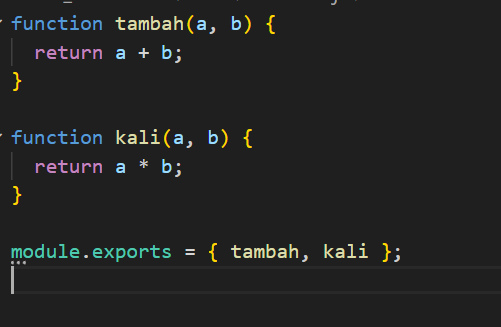 function tambah(a, b) {
  return a + b;
}

function kali(a, b) {
  return a * b;
}

module.exports = { tambah, kali };